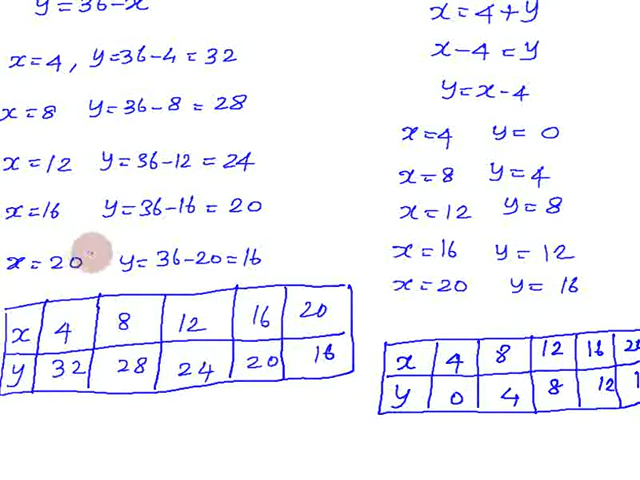 y=36-x
x=4, y=36-4=32
x=8 y=36-8=28
x=12 y=36-12=24
x=16 y=36-16=20
x=20 y=36-20=16
x 4 8 12 16 20
y 32 28 24 20 16
x=4+y
x-4=y
y=x-4
x=4 y=0
x=8 y=4
x=12 y=8
x=16 y=12
x=20 y=16
x 4 8 12 16
y 0 4 8 12